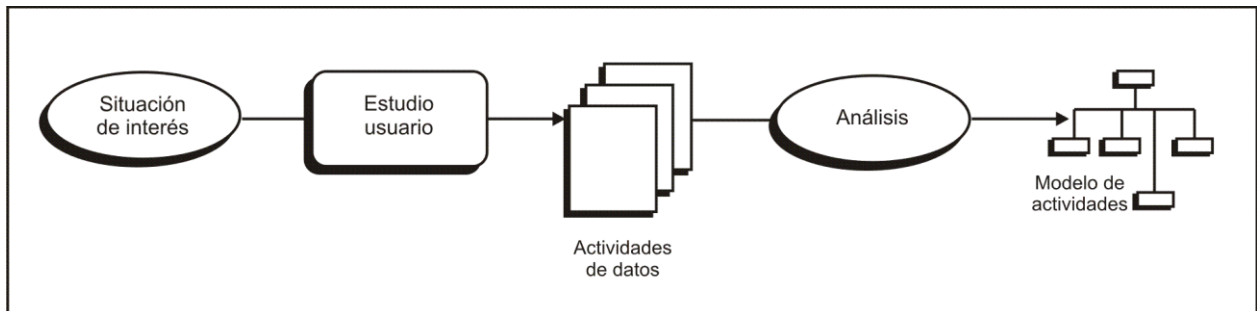 Situación
de interés
Estudio
usuario
Actividades
de datos
Análisis
Modelo de
actividades